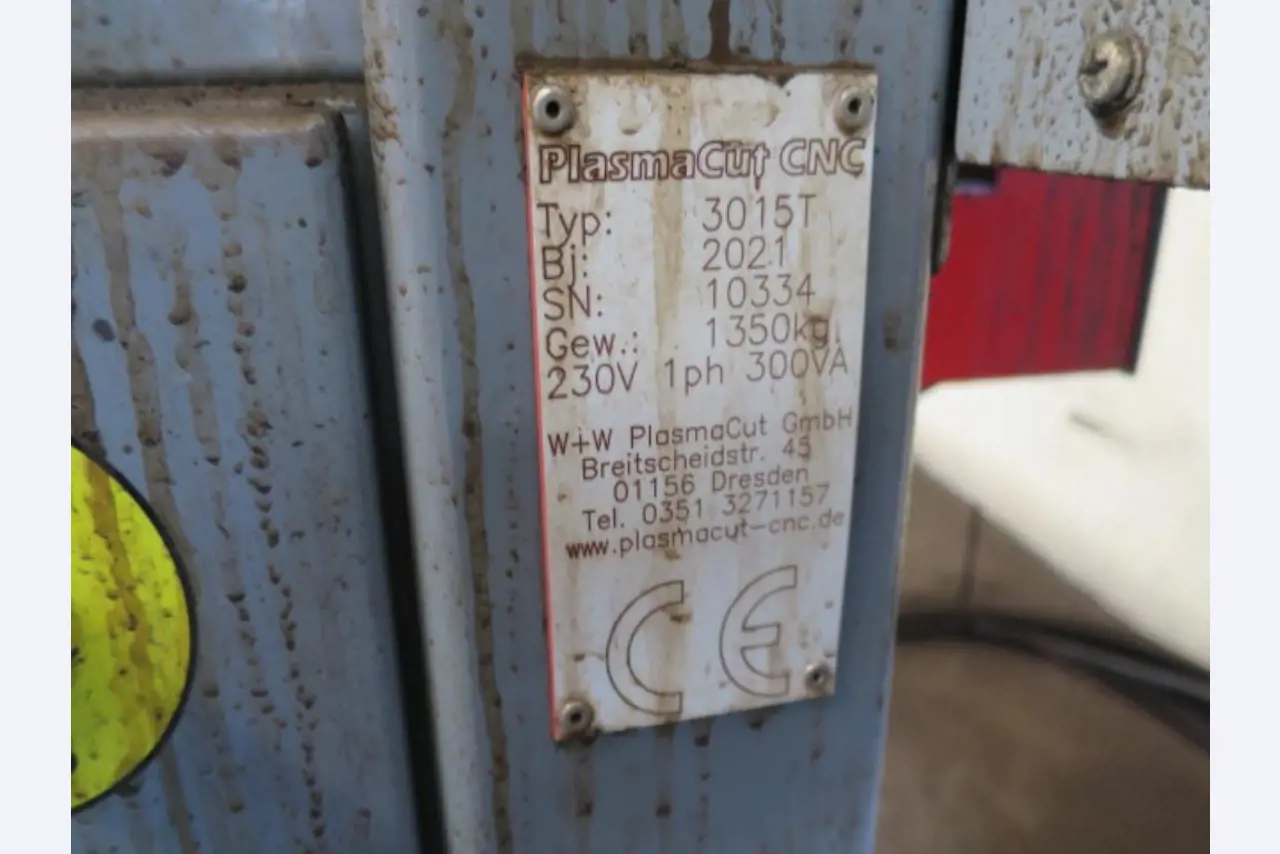 PlasmaCut CNC
Typ: 3015T
Bj: 2021
SN: 10334
Gew.: 1350kg.
230V 1ph 300VA
W+W PlasmaCut GmbH
Breitscheidstr. 45
01156 Dresden
Tel. 0351 3271157
www.plasmacut-cnc.de
CE